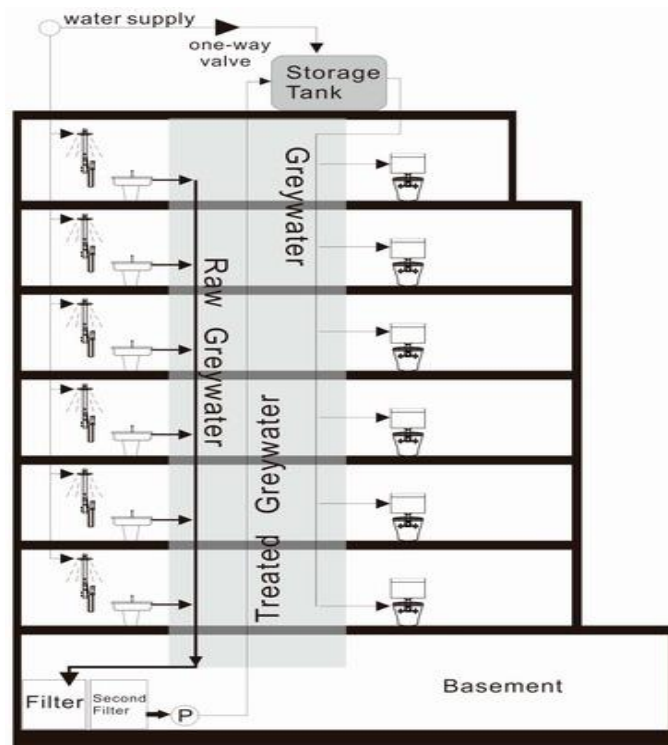 water supply
one-way
valve
Storage
Tank
Greywater
Raw Greywater
Treated Greywater
Filter
Second
Filter
P
Basement